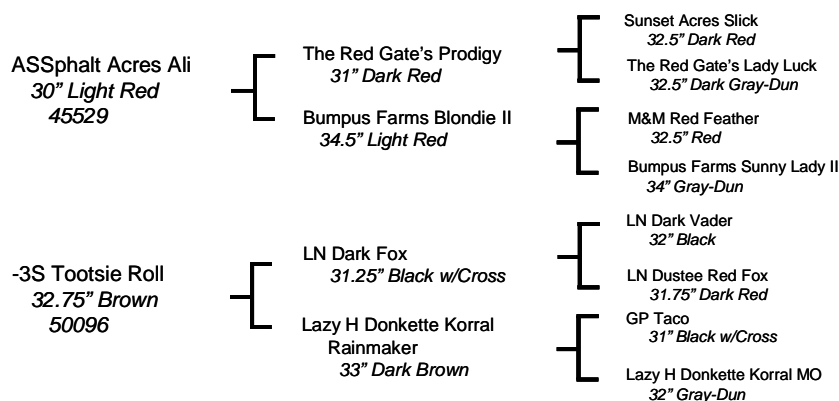 ASSphalt Acres Ali
30” Light Red
45529
The Red Gate’s Prodigy
31” Dark Red
Bumpus Farms Blondie II
34.5” Light Red
Sunset Acres Slick
32.5” Dark Red
The Red Gate’s Lady Luck
32.5” Dark Gray-Dun
M&M Red Feather
32.5” Red
Bumpus Farms Sunny Lady II
34” Gray-Dun
-3S Tootsie Roll
32.75” Brown
50096
LN Dark Fox
31.25” Black w/Cross
Lazy H Donkette Korral
Rainmaker
33” Dark Brown
LN Dark Vader
32” Black
LN Dustee Red Fox
31.75” Dark Red
GP Taco
31” Black w/Cross
Lazy H Donkette Korral MO
32” Gray-Dun